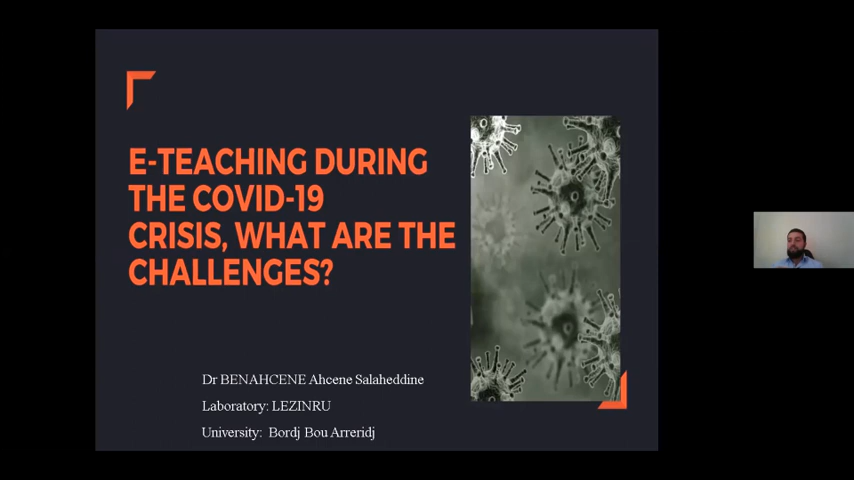 E-TEACHING DURING
THE COVID-19
CRISIS, WHAT ARE THE
CHALLENGES?
Dr BENAHCENE Ahcene Salaheddine
Laboratory: LEZINRU
University: Bordj Bou Arreridj